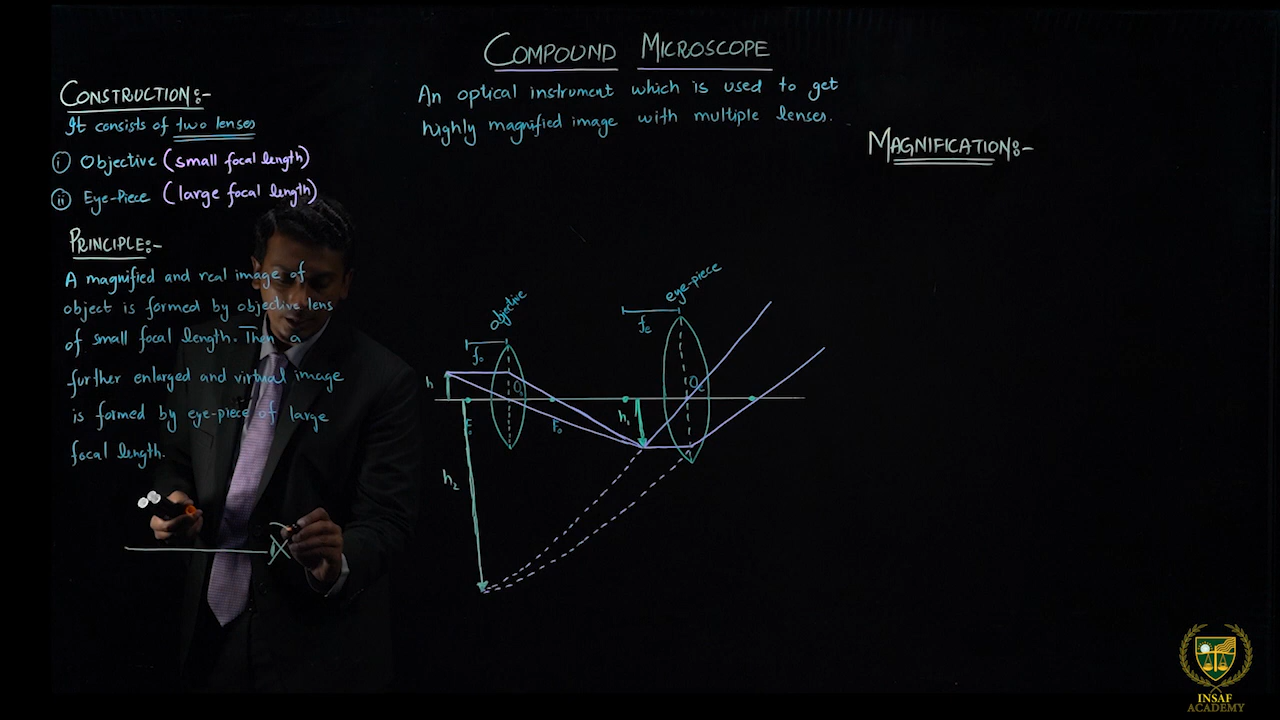 COMPOUND MICROSCOPE
An optical instrument which is used to get
highly magnified image with multiple lenses.
CONSTRUCTION:-
It consists of two lenses
(i) Objective (small focal length)
(ii) Eye-Piece (large focal length)
PRINCIPLE:-
A magnified and real image of
object is formed by objective lens
of small focal length. Then a
further enlarged and virtual image
is formed by eye-piece of large
focal length.
MAGNIFICATION:-
objective
eye-piece
fo
fe
h
Fo
h1
h2
INSAF
ACADEMY